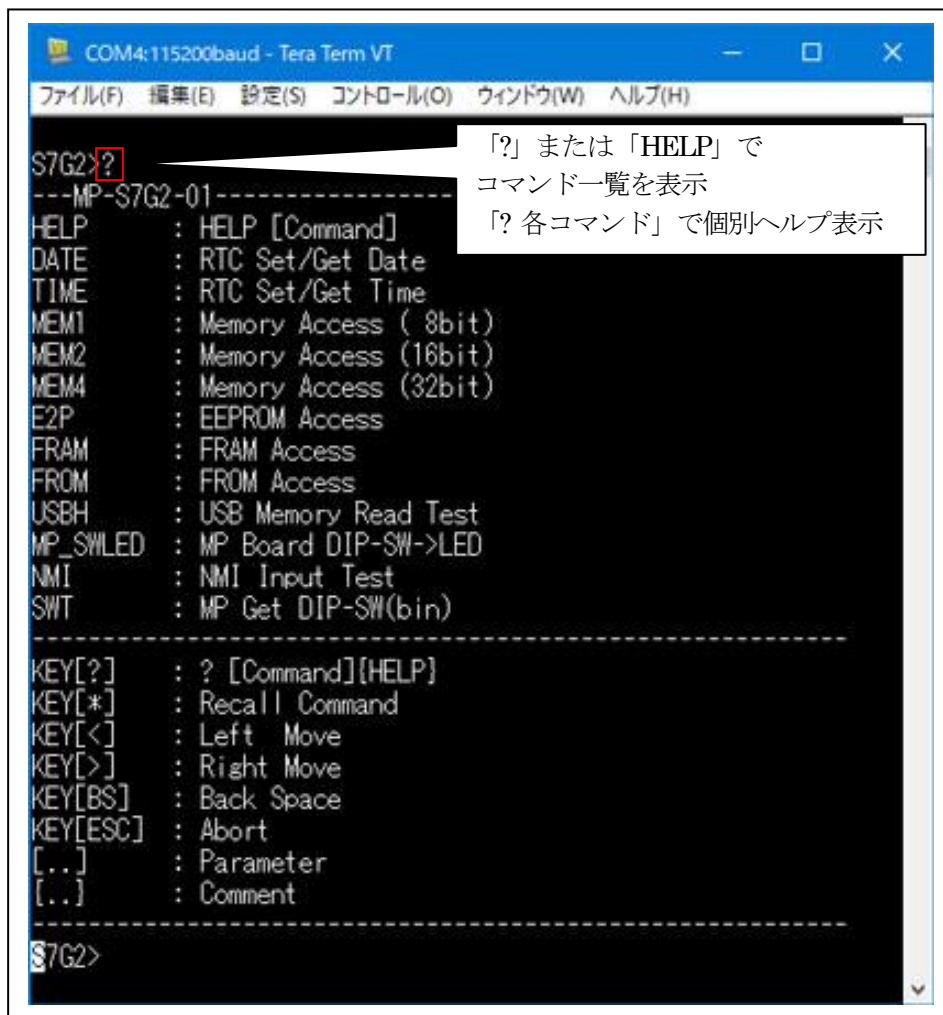 COM4:115200baud - Tera Term VT
ファイル(F) 編集(E) 設定(S) コントロール(O) ウィンドウ(W) ヘルプ(H)
S7G2>?
「?」または「HELP」で
コマンド一覧を表示
「? 各コマンド」で個別ヘルプ表示
---MP-S7G2-01-----------------
HELP : HELP [Command]
DATE : RTC Set/Get Date
TIME : RTC Set/Get Time
MEM1 : Memory Access ( 8bit)
MEM2 : Memory Access (16bit)
MEM4 : Memory Access (32bit)
E2P : EEPROM Access
FRAM : FRAM Access
FROM : FROM Access
USBH : USB Memory Read Test
MP_SWLED : MP Board DIP-SW->LED
NMI : NMI Input Test
SWT : MP Get DIP-SW(bin)
----------------------------------------------------------
KEY[?] : ? [Command]{HELP}
KEY[*] : Recall Command
KEY[<] : Left Move
KEY[>] : Right Move
KEY[BS] : Back Space
KEY[ESC] : Abort
[..] : Parameter
{..} : Comment
----------------------------------------------------------
S7G2>